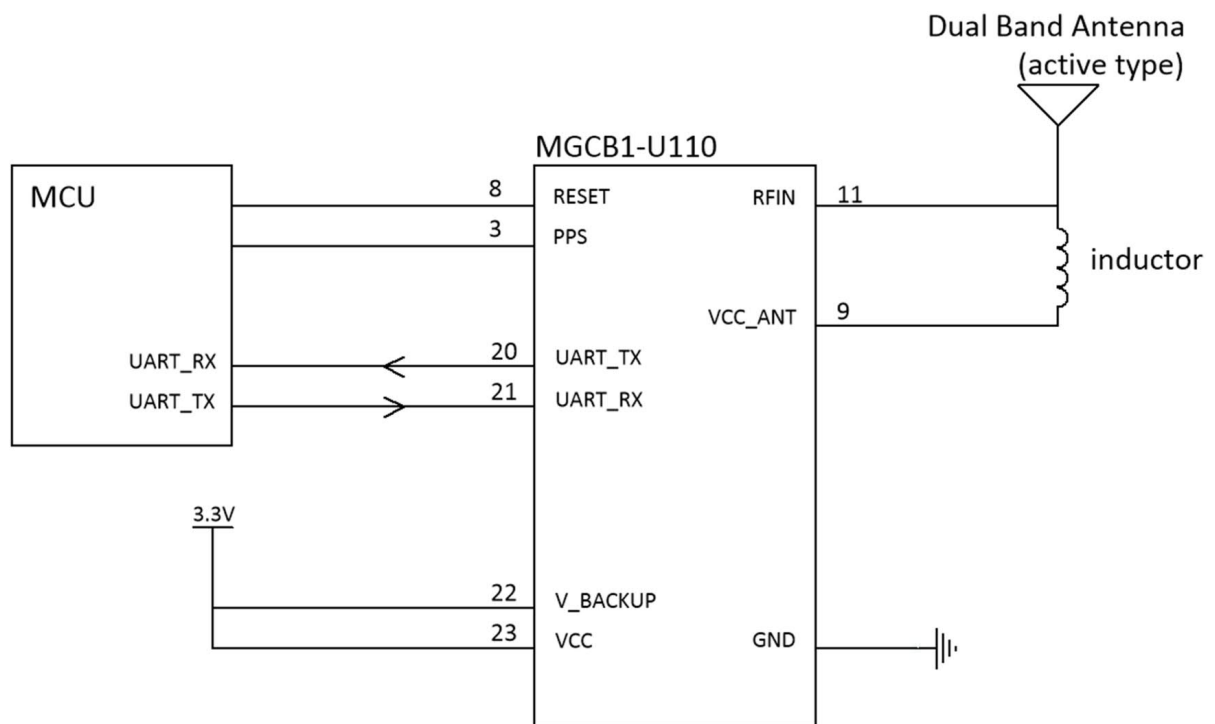 Dual Band Antenna
(active type)
MGCB1-U110
MCU
8
RESET
RFIN
11
3
PPS
inductor
VCC_ANT
9
UART_RX
20
UART_TX
UART_TX
21
UART_RX
3.3V
22
V_BACKUP
23
VCC
GND